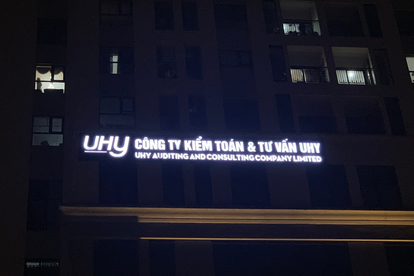 UHY
CÔNG TY KIỂM TOÁN & TƯ VẤN UHY
UHY AUDITING AND CONSULTING COMPANY LIMITED